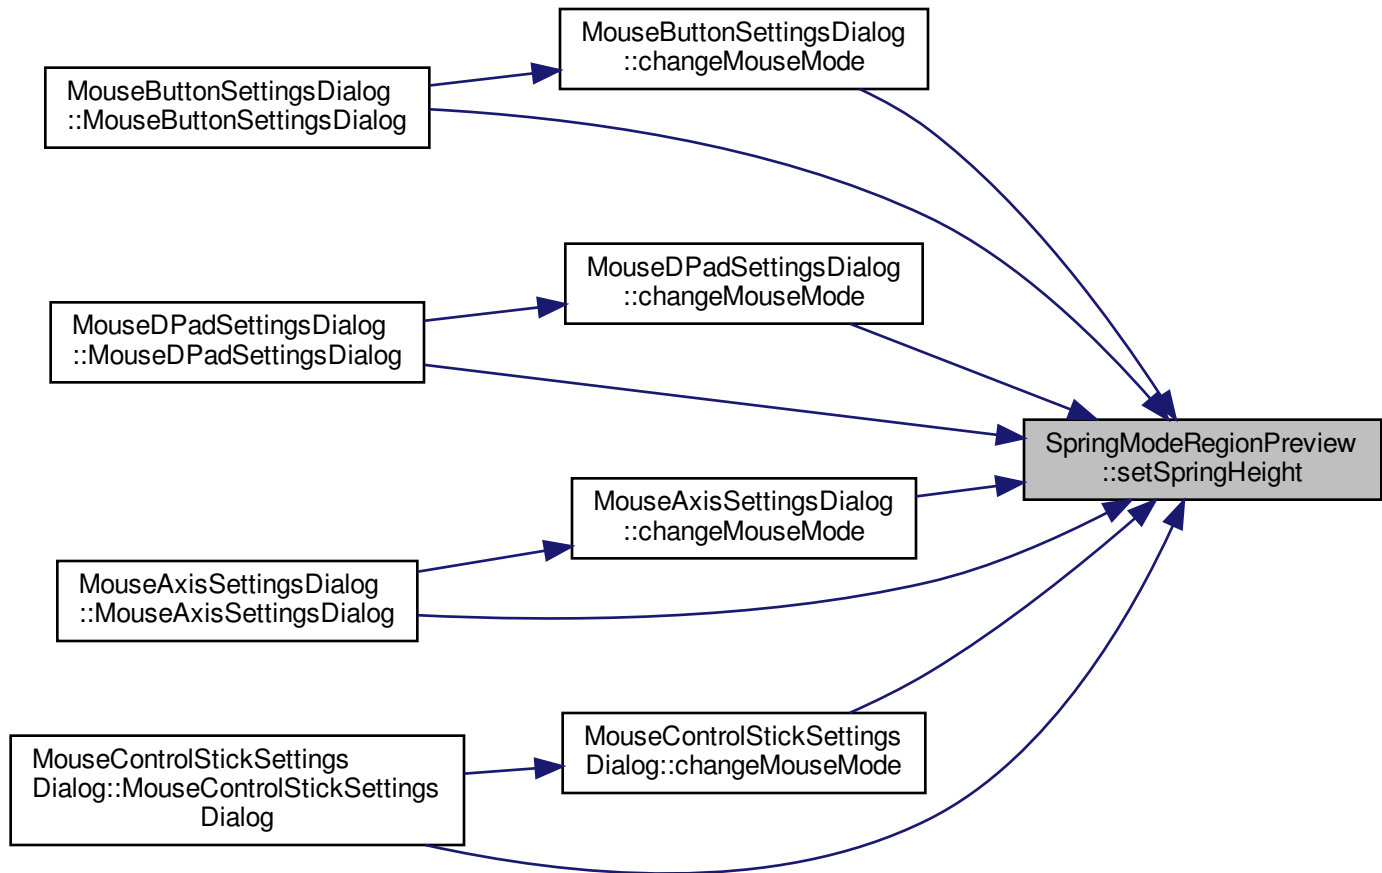 MouseButtonSettingsDialog
::changeMouseMode
MouseButtonSettingsDialog
::MouseButtonSettingsDialog
MouseDPadSettingsDialog
::changeMouseMode
MouseDPadSettingsDialog
::MouseDPadSettingsDialog
SpringModeRegionPreview
::setSpringHeight
MouseAxisSettingsDialog
::changeMouseMode
MouseAxisSettingsDialog
::MouseAxisSettingsDialog
MouseControlStickSettings
Dialog::changeMouseMode
MouseControlStickSettings
Dialog::MouseControlStickSettings
Dialog